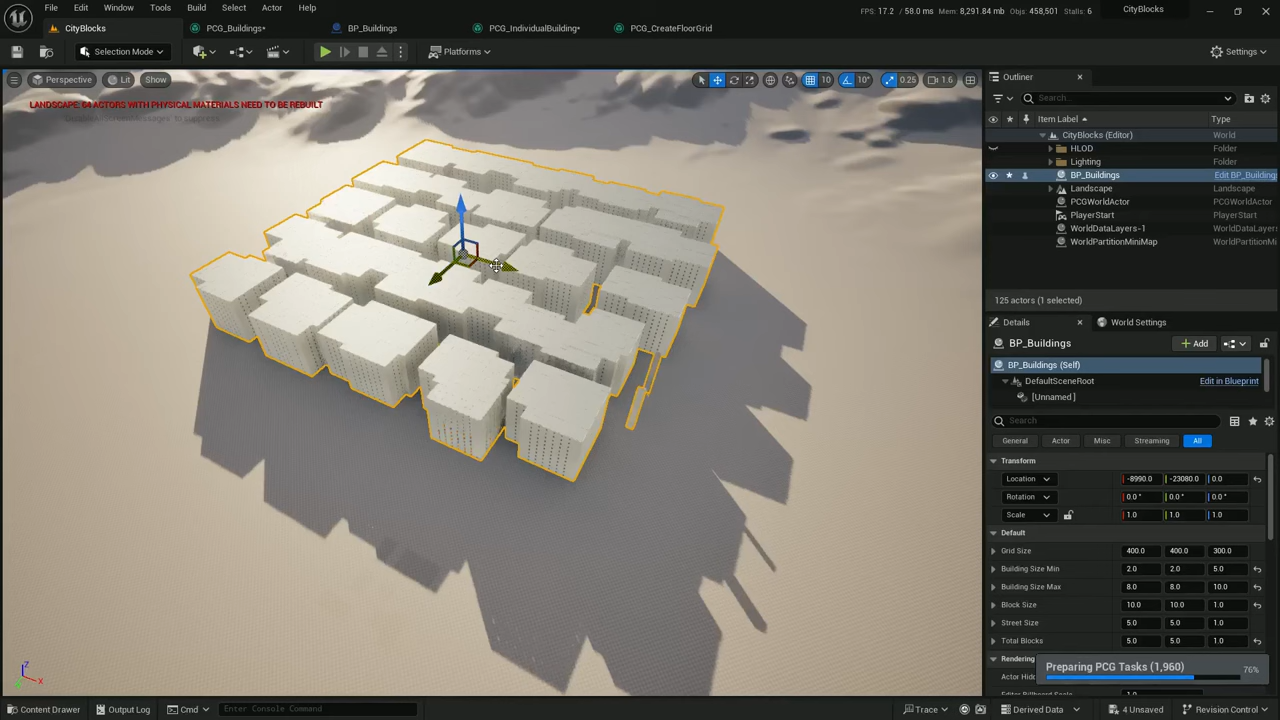 File Edit Window Tools Build Select Actor Help
FPS: 17.2 / 58.0 ms Mem: 8,291.84 mb Objs: 458,501 Stalls: 6
CityBlocks
CityBlocks
PCG_Buildings*
BP_Buildings
PCG_IndividualBuilding*
PCG_CreateFloorGrid
Selection Mode
Platforms
Settings
Perspective Lit Show
10 10° 0.25 1.6
LANDSCAPE: 64 ACTORS WITH PHYSICAL MATERIALS NEED TO BE REBUILT
'DisableAllScreenMessages' to suppress
Z
X
Outliner
Search...
Item Label Type
CityBlocks (Editor) World
HLOD Folder
Lighting Folder
BP_Buildings Edit BP_Building
Landscape Landscape
PCGWorldActor PCGWorldActor
PlayerStart PlayerStart
WorldDataLayers-1 WorldDataLayers
WorldPartitionMiniMap WorldPartitionMi
125 actors (1 selected)
Details
World Settings
BP_Buildings
Add
BP_Buildings (Self)
DefaultSceneRoot Edit in Blueprint
[Unnamed ]
Search
General Actor Misc Streaming All
Transform
Location -8990.0 -23080.0 0.0
Rotation 0.0 ° 0.0 ° 0.0 °
Scale 1.0 1.0 1.0
Default
Grid Size 400.0 400.0 300.0
Building Size Min 2.0 2.0 5.0
Building Size Max 8.0 8.0 10.0
Block Size 10.0 10.0 1.0
Street Size 5.0 5.0 1.0
Total Blocks 5.0 5.0 1.0
Rendering
Actor Hid
Preparing PCG Tasks (1,960) 76%
Content Drawer Output Log Cmd Enter Console Command
Trace Derived Data 4 Unsaved Revision Control